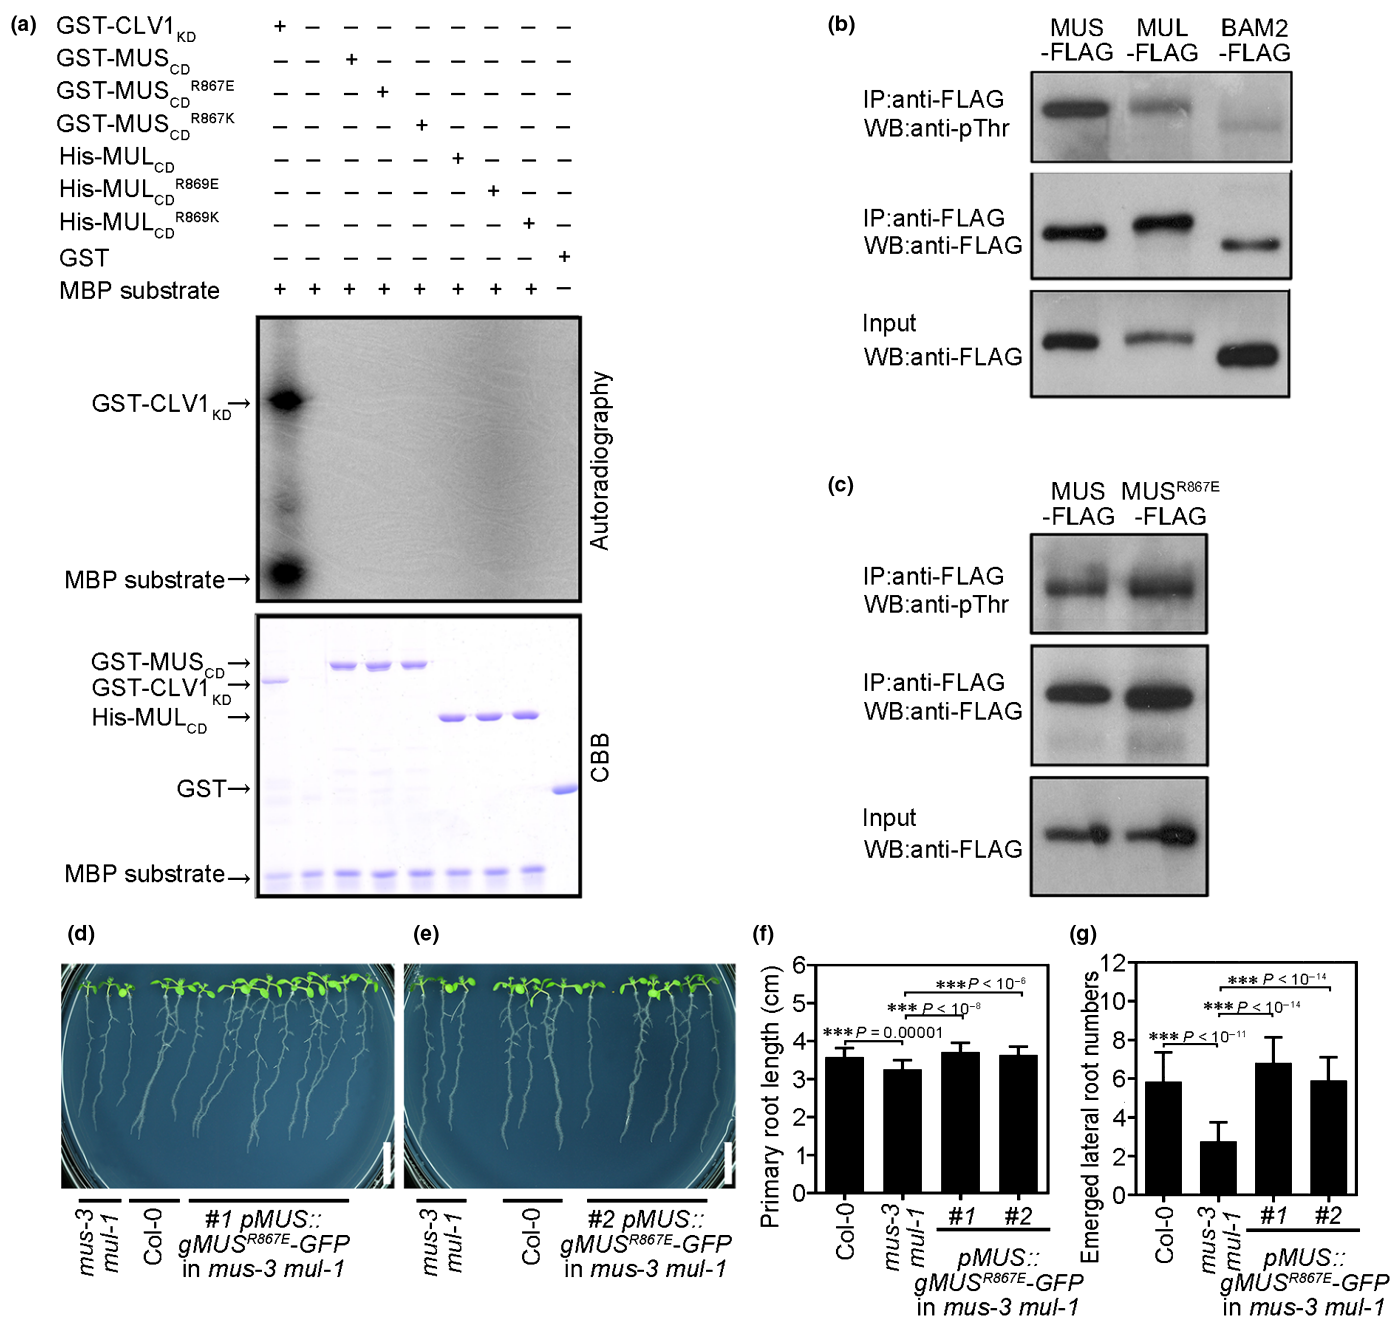 (a)
GST-CLV1KD + – – – – – – – –
GST-MUSCD – – + – – – – – –
GST-MUSCD R867E – – – + – – – – –
GST-MUSCD R867K – – – – + – – – –
His-MULCD – – – – – + – – –
His-MULCD R869E – – – – – – + – –
His-MULCD R869K – – – – – – – + –
GST – – – – – – – – +
MBP substrate + + + + + + + + –
GST-CLV1KD→
MBP substrate→
Autoradiography
GST-MUSCD→
GST-CLV1KD→
His-MULCD→
GST→
MBP substrate→
CBB
(b)
MUS MUL BAM2
-FLAG -FLAG -FLAG
IP:anti-FLAG
WB:anti-pThr
IP:anti-FLAG
WB:anti-FLAG
Input
WB:anti-FLAG
(c)
MUS MUSR867E
-FLAG -FLAG
IP:anti-FLAG
WB:anti-pThr
IP:anti-FLAG
WB:anti-FLAG
Input
WB:anti-FLAG
(d)
mus-3
mul-1
Col-0
#1 pMUS::
gMUSR867E-GFP
in mus-3 mul-1
(e)
mus-3
mul-1
Col-0
#2 pMUS::
gMUSR867E-GFP
in mus-3 mul-1
(f)
Primary root length (cm)
6
5
4
3
2
1
0
***P < 10−6
***P < 10−8
***P = 0.00001
Col-0
mus-3
mul-1
#1 #2
pMUS::
gMUSR867E-GFP
in mus-3 mul-1
(g)
Emerged lateral root numbers
12
10
8
6
4
2
0
***P < 10−14
***P < 10−14
***P < 10−11
Col-0
mus-3
mul-1
#1 #2
pMUS::
gMUSR867E-GFP
in mus-3 mul-1